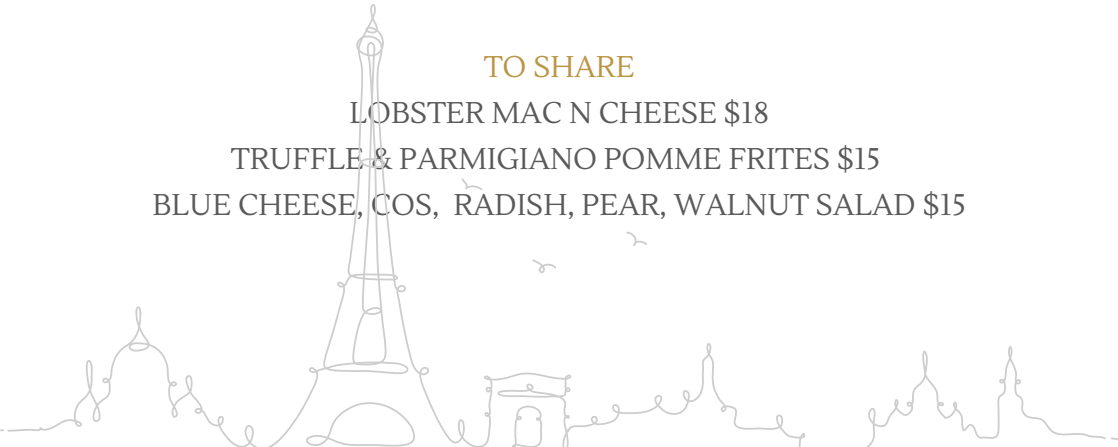 TO SHARE
LOBSTER MAC N CHEESE $18
TRUFFLE & PARMIGIANO POMME FRITES $15
BLUE CHEESE, COS, RADISH, PEAR, WALNUT SALAD $15